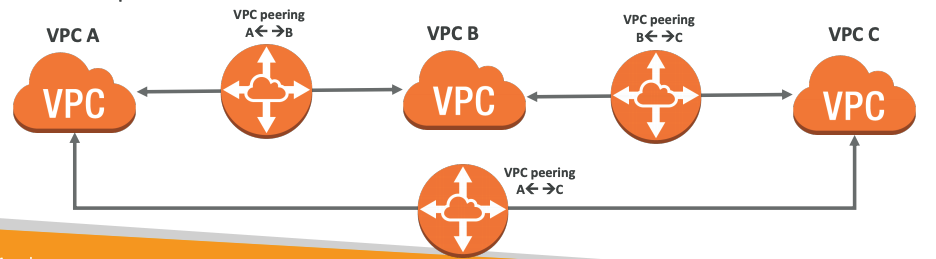 VPC peering
A← →B
VPC peering
B← →C
VPC A
VPC B
VPC C
VPC
VPC
VPC
VPC peering
A← →C